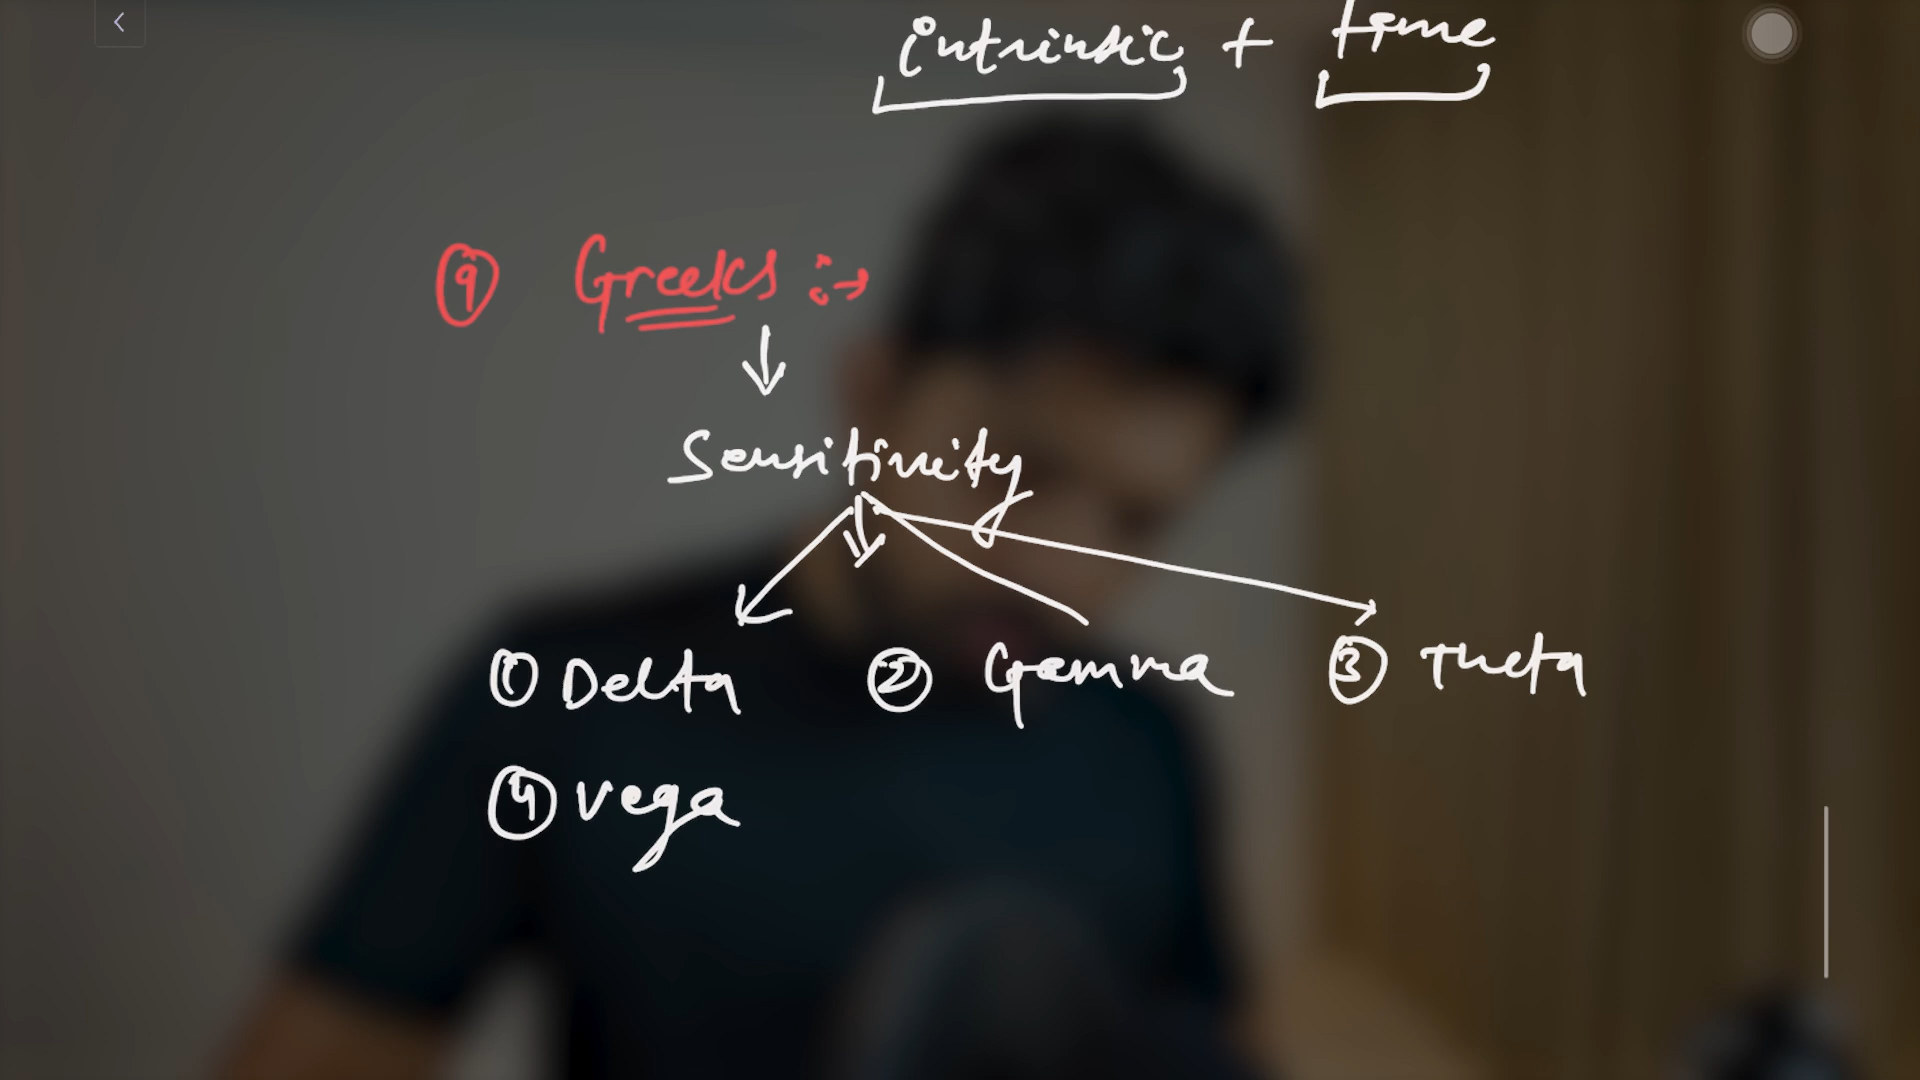 intrinsic + time
9 Greeks :→
Sensitivity
1 Delta 2 Gamma 3 Theta
4 Vega